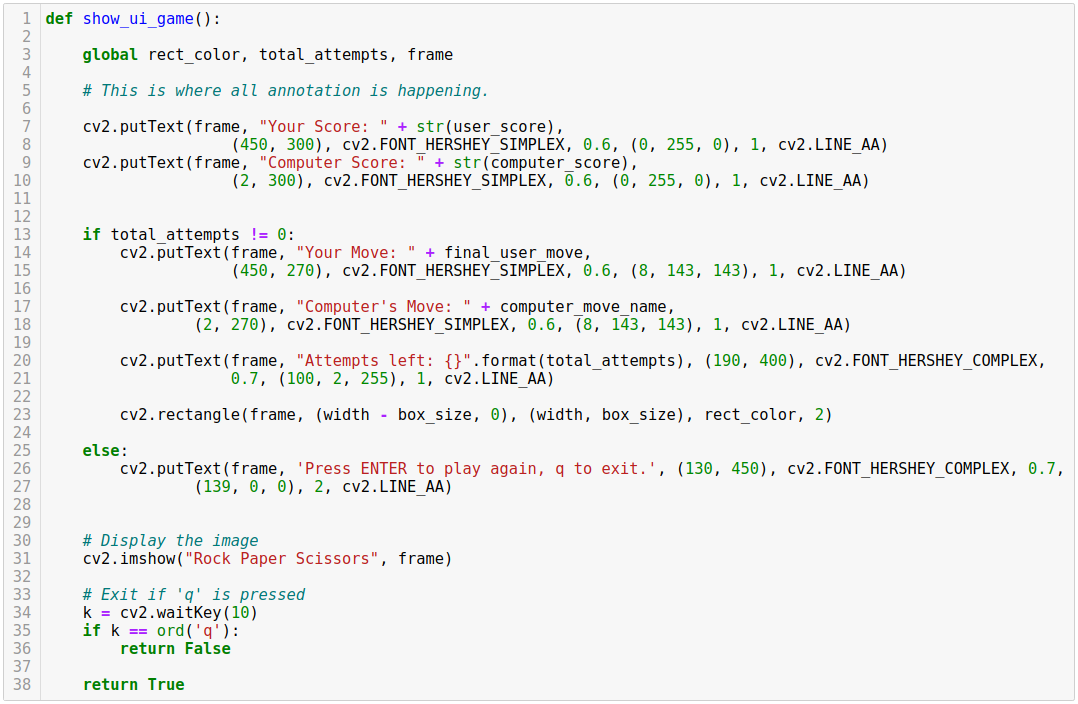 1 def show_ui_game():
2
3     global rect_color, total_attempts, frame
4
5     # This is where all annotation is happening.
6
7     cv2.putText(frame, "Your Score: " + str(user_score),
8                     (450, 300), cv2.FONT_HERSHEY_SIMPLEX, 0.6, (0, 255, 0), 1, cv2.LINE_AA)
9     cv2.putText(frame, "Computer Score: " + str(computer_score),
10                     (2, 300), cv2.FONT_HERSHEY_SIMPLEX, 0.6, (0, 255, 0), 1, cv2.LINE_AA)
11
12
13     if total_attempts != 0:
14         cv2.putText(frame, "Your Move: " + final_user_move,
15                     (450, 270), cv2.FONT_HERSHEY_SIMPLEX, 0.6, (8, 143, 143), 1, cv2.LINE_AA)
16
17         cv2.putText(frame, "Computer's Move: " + computer_move_name,
18                 (2, 270), cv2.FONT_HERSHEY_SIMPLEX, 0.6, (8, 143, 143), 1, cv2.LINE_AA)
19
20         cv2.putText(frame, "Attempts left: {}".format(total_attempts), (190, 400), cv2.FONT_HERSHEY_COMPLEX,
21                     0.7, (100, 2, 255), 1, cv2.LINE_AA)
22
23         cv2.rectangle(frame, (width - box_size, 0), (width, box_size), rect_color, 2)
24
25     else:
26         cv2.putText(frame, 'Press ENTER to play again, q to exit.', (130, 450), cv2.FONT_HERSHEY_COMPLEX, 0.7,
27                 (139, 0, 0), 2, cv2.LINE_AA)
28
29
30     # Display the image
31     cv2.imshow("Rock Paper Scissors", frame)
32
33     # Exit if 'q' is pressed
34     k = cv2.waitKey(10)
35     if k == ord('q'):
36         return False
37
38     return True